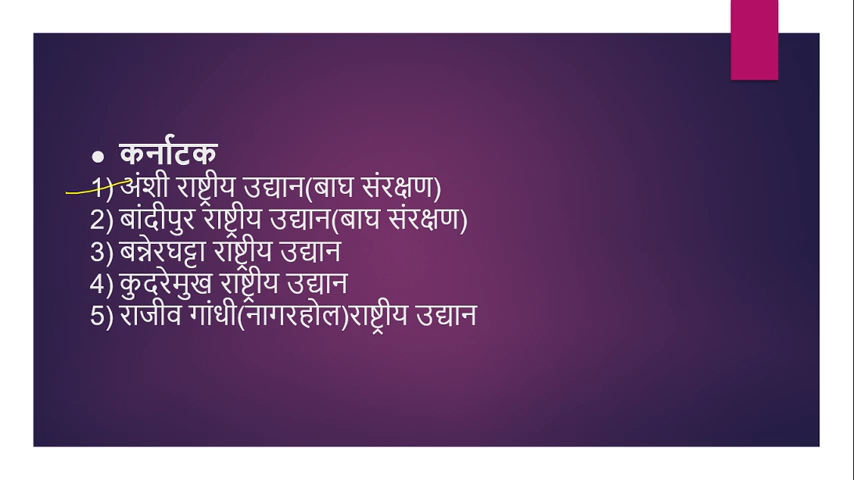 ● कर्नाटक
1) अंशी राष्ट्रीय उद्यान(बाघ संरक्षण)
2) बांदीपुर राष्ट्रीय उद्यान(बाघ संरक्षण)
3) बन्नेरघट्टा राष्ट्रीय उद्यान
4) कुदरेमुख राष्ट्रीय उद्यान
5) राजीव गांधी(नागरहोल)राष्ट्रीय उद्यान